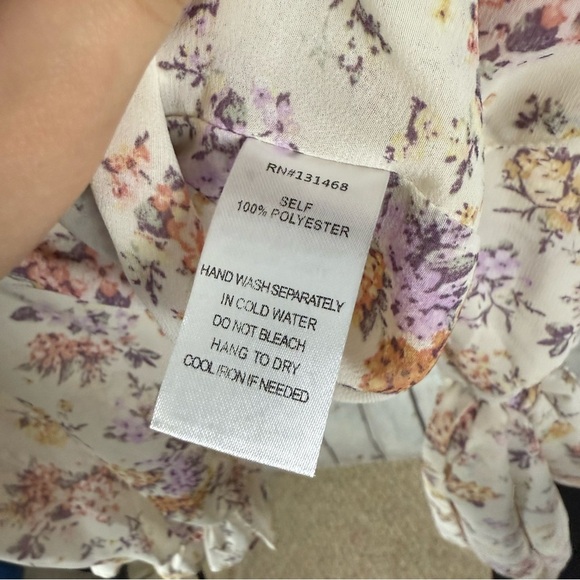 RN#131468
SELF
100% POLYESTER
HAND WASH SEPARATELY
IN COLD WATER
DO NOT BLEACH
HANG TO DRY
COOL IRON IF NEEDED